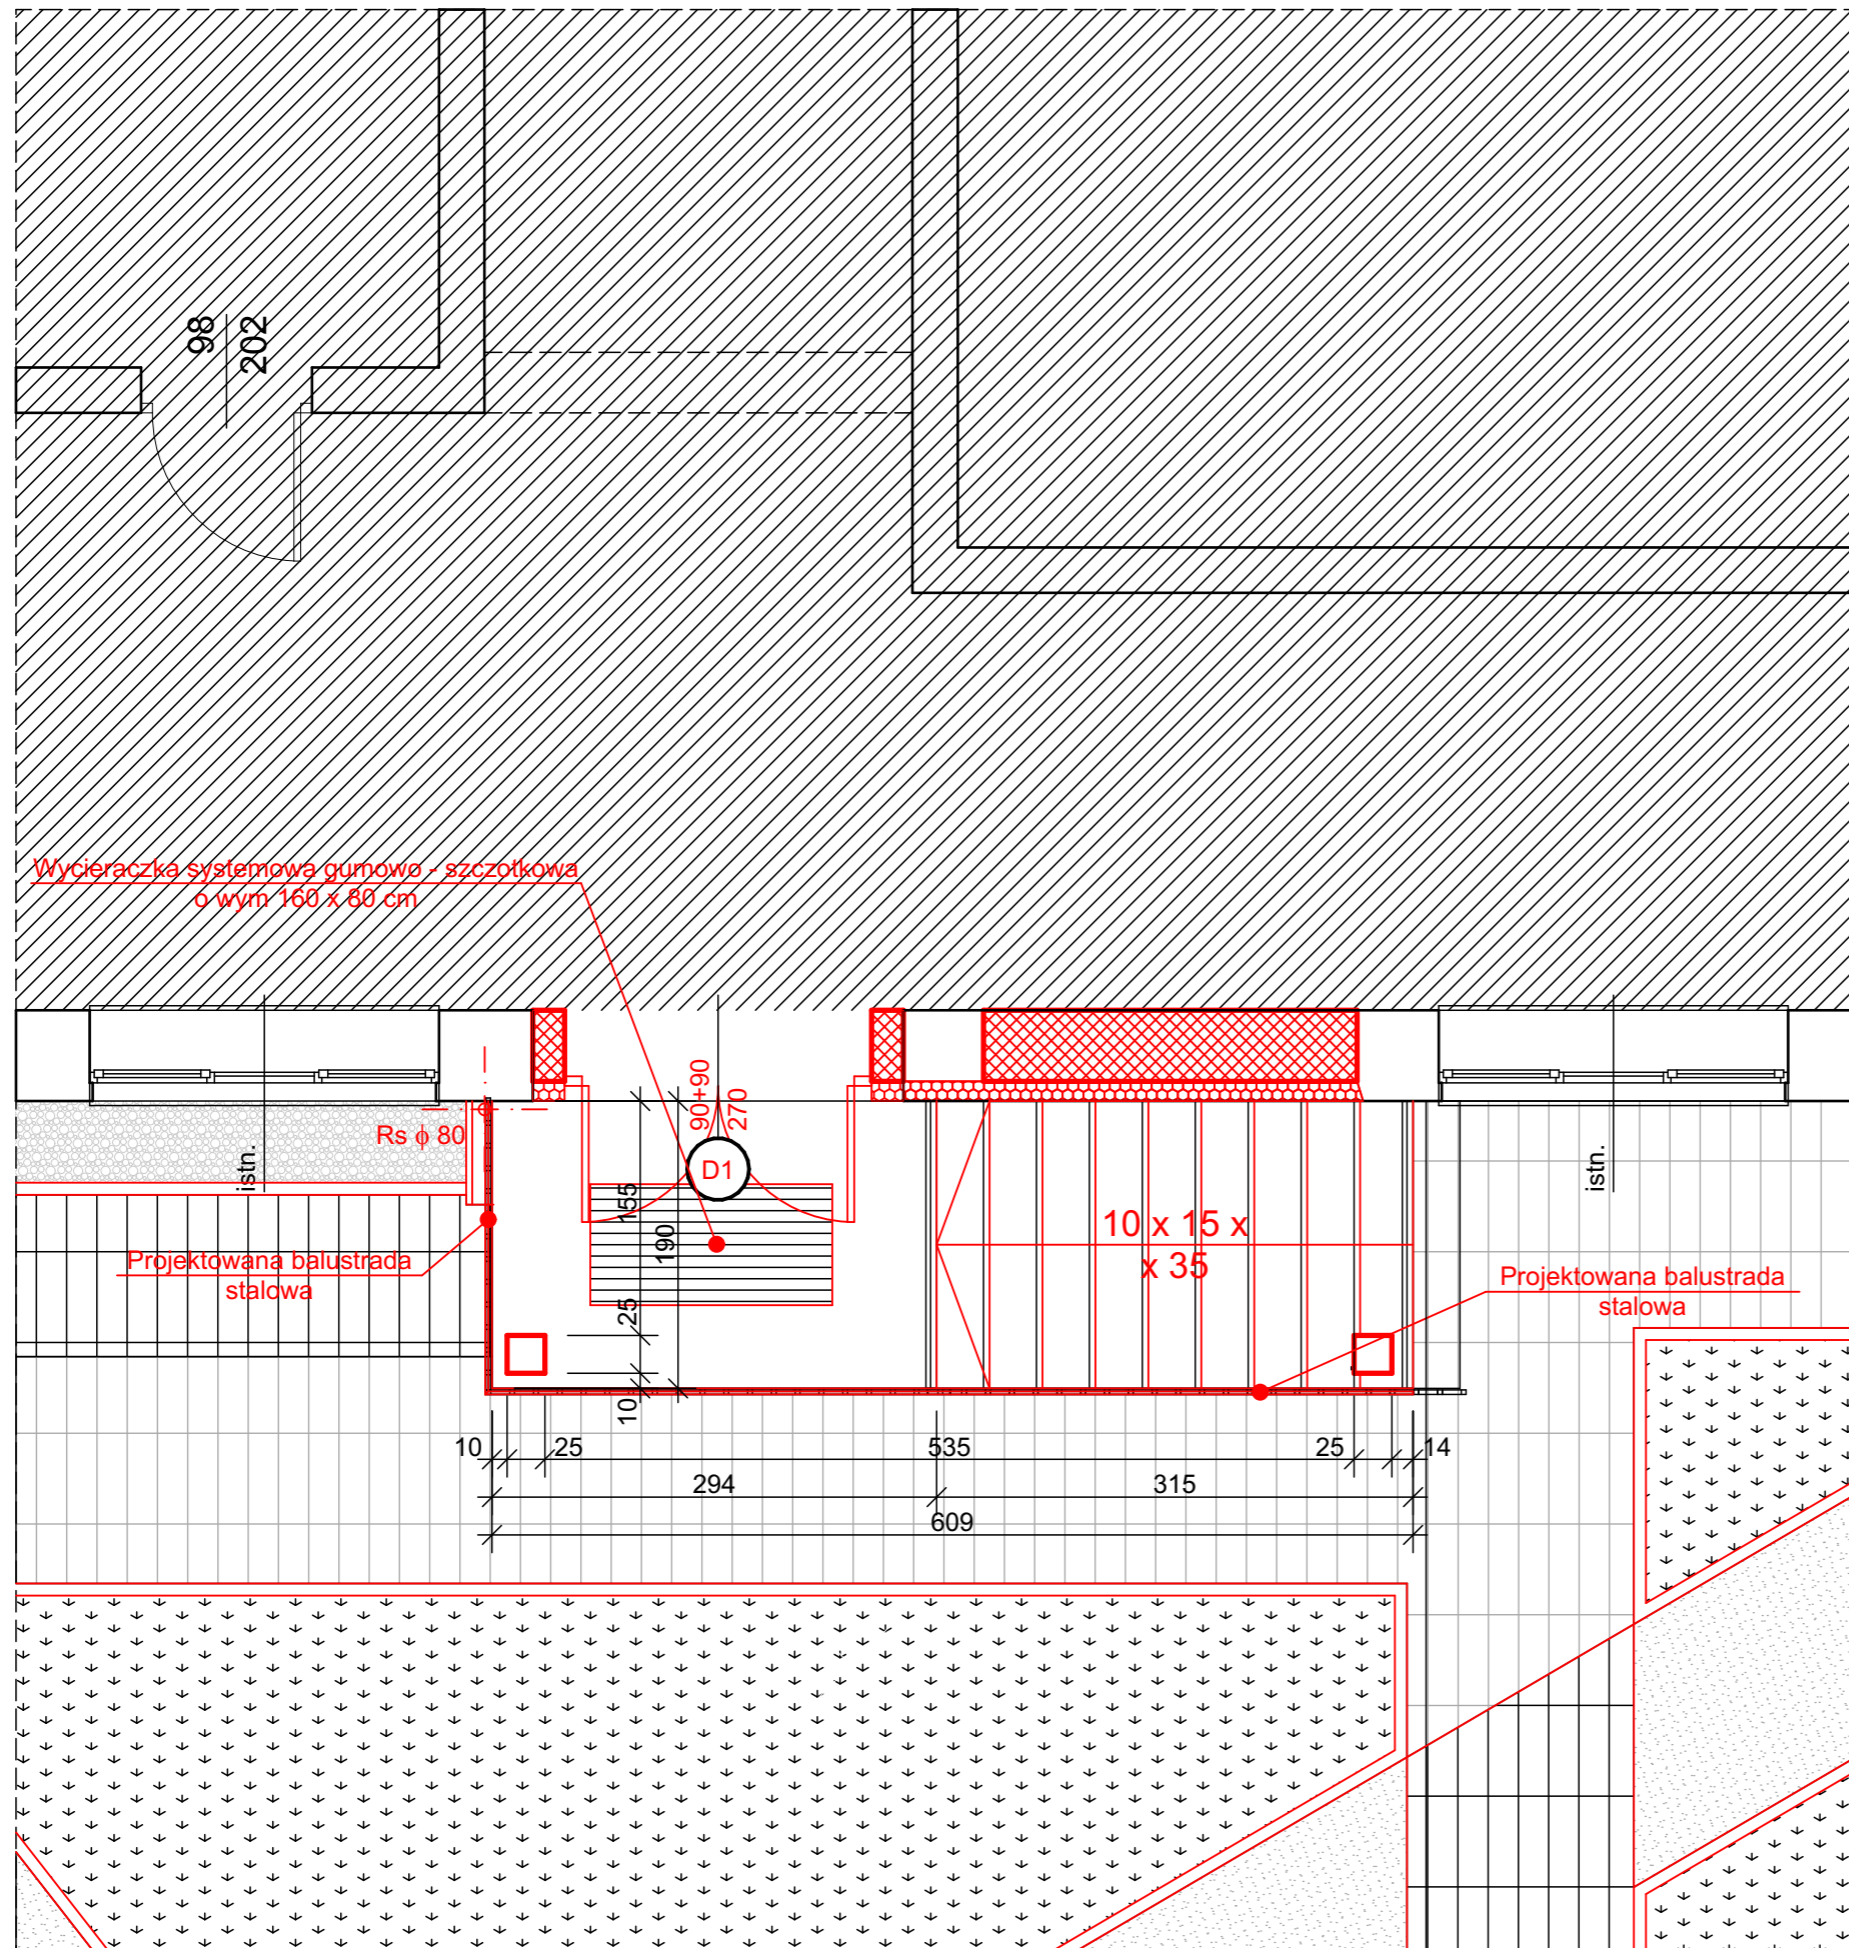 98
202
Wycieraczka systemowa gumowo - szczotkowa
o wym 160 x 80 cm
90+90
270
Rs ϕ 80
D1
istn.
istn.
155
190
25
10
10 x 15 x
x 35
Projektowana balustrada
stalowa
Projektowana balustrada
stalowa
10 25 535 25 14
294 315
609